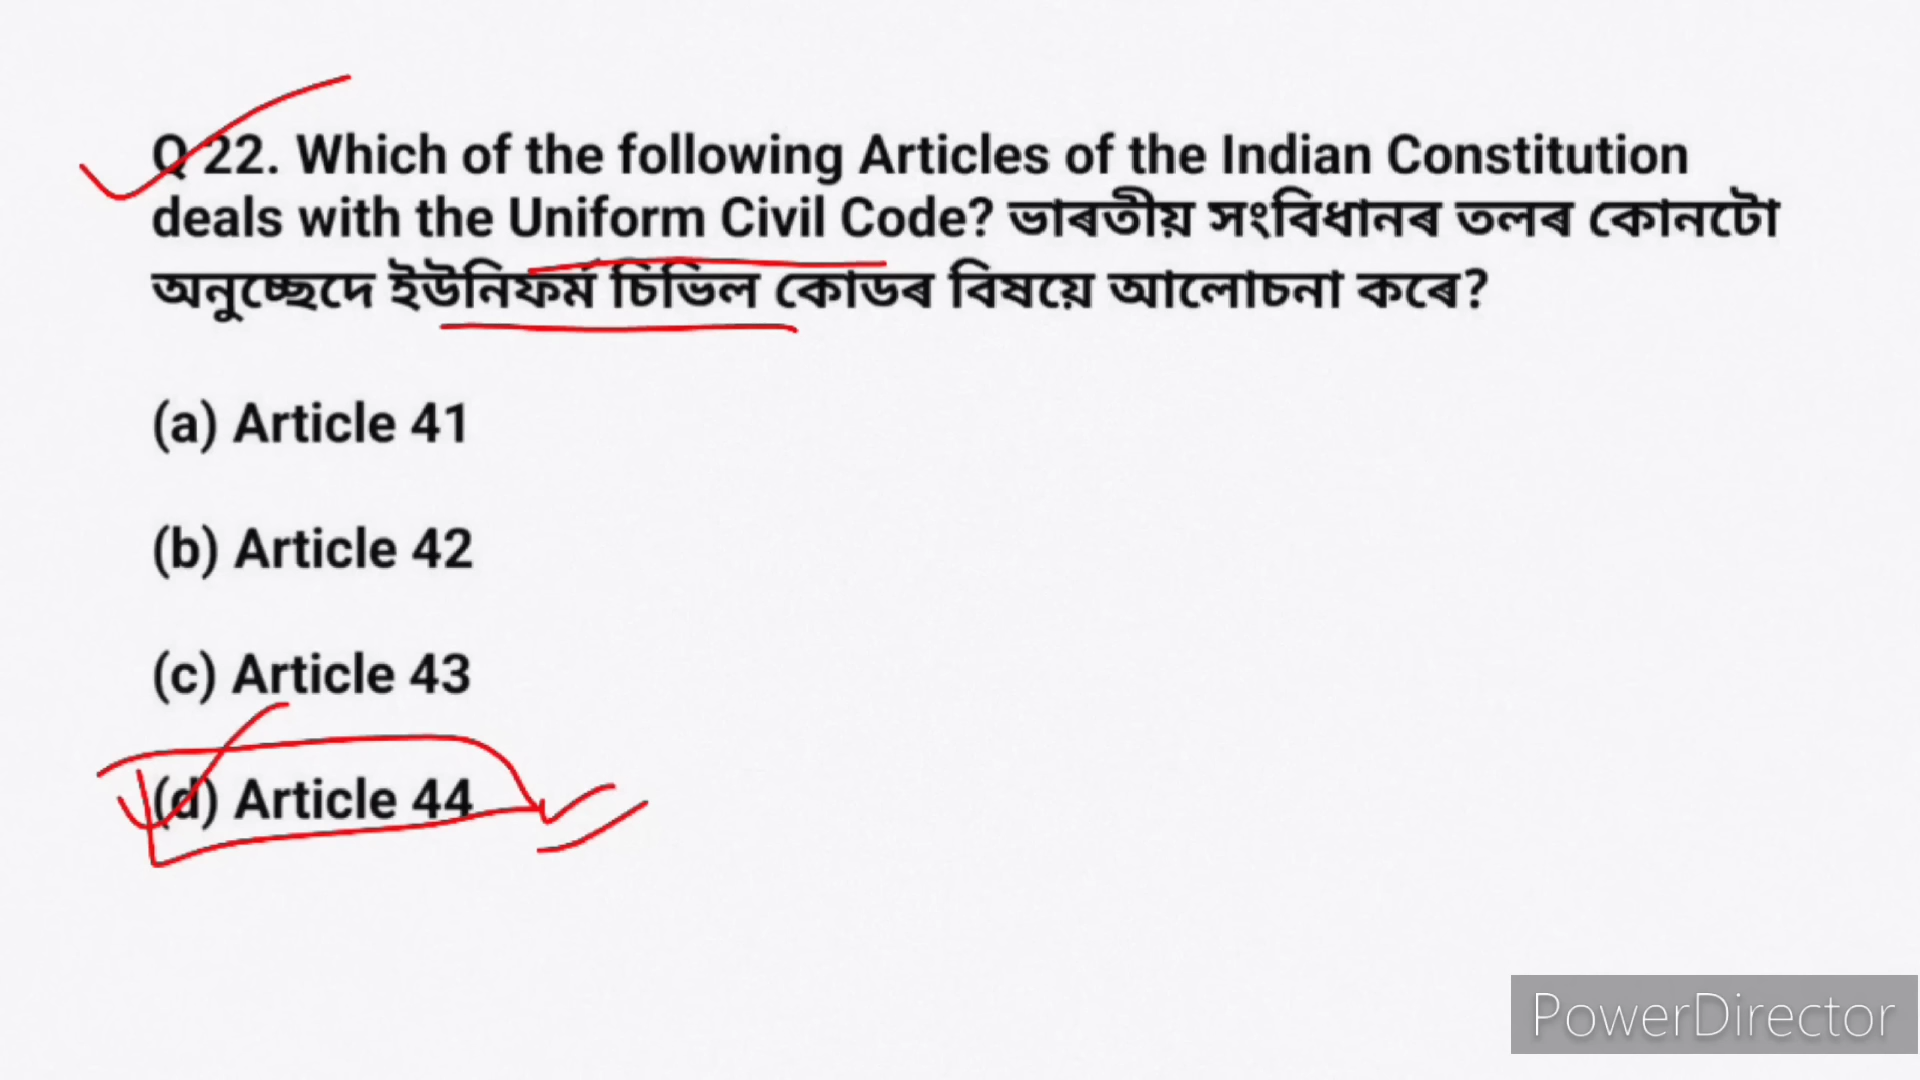 Q 22. Which of the following Articles of the Indian Constitution
deals with the Uniform Civil Code? ভাৰতীয় সংবিধানৰ তলৰ কোনটো
অনুচ্ছেদে ইউনিফৰ্ম চিভিল কোডৰ বিষয়ে আলোচনা কৰে?
(a) Article 41
(b) Article 42
(c) Article 43
(d) Article 44
PowerDirector